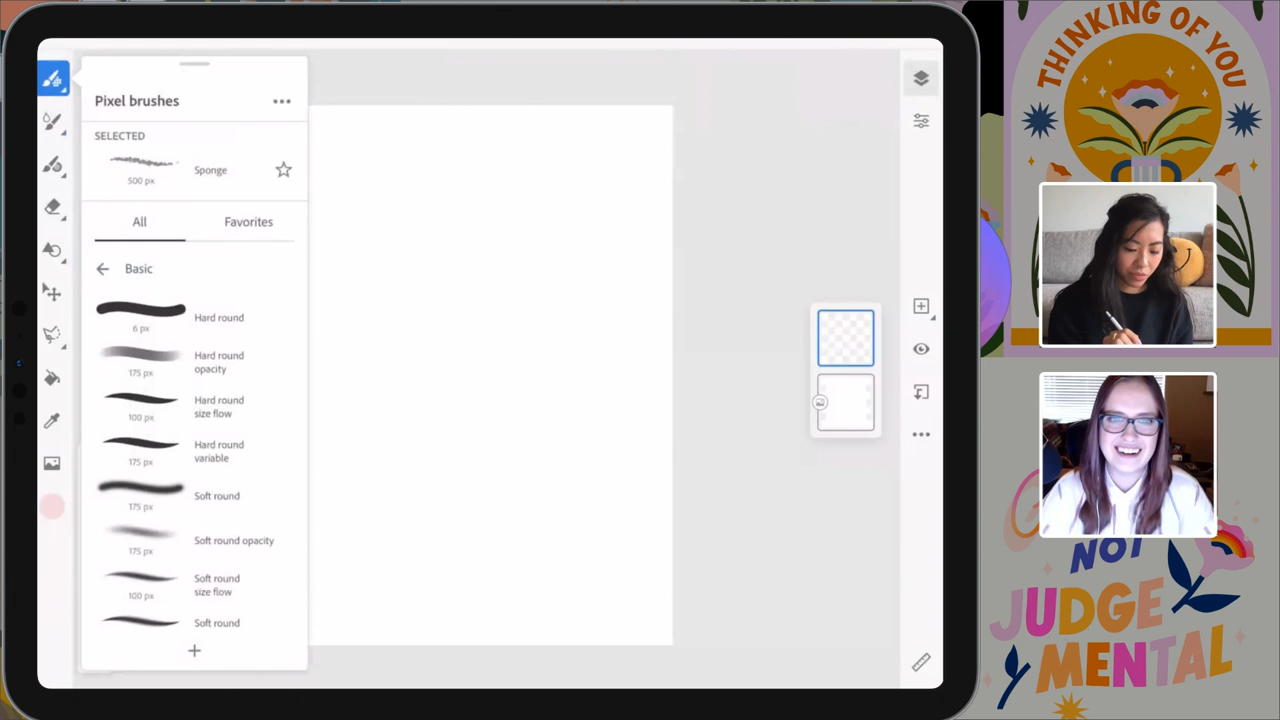 Pixel brushes
SELECTED
500 px
Sponge
All
Favorites
Basic
6 px
Hard round
175 px
Hard round
opacity
100 px
Hard round
size flow
175 px
Hard round
variable
175 px
Soft round
175 px
Soft round opacity
100 px
Soft round
size flow
Soft round
THINKING OF YOU
NOT
JUDGE
MENTAL